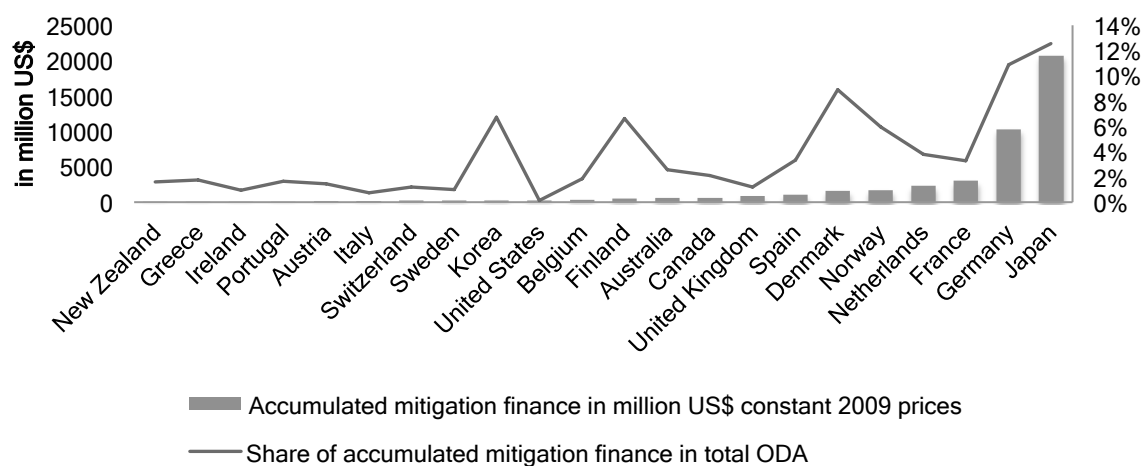 in million US$
25000
20000
15000
10000
5000
0
14%
12%
10%
8%
6%
4%
2%
0%
New Zealand
Greece
Ireland
Portugal
Austria
Italy
Switzerland
Sweden
Korea
United States
Belgium
Finland
Australia
Canada
United Kingdom
Spain
Denmark
Norway
Netherlands
France
Germany
Japan
Accumulated mitigation finance in million US$ constant 2009 prices
Share of accumulated mitigation finance in total ODA